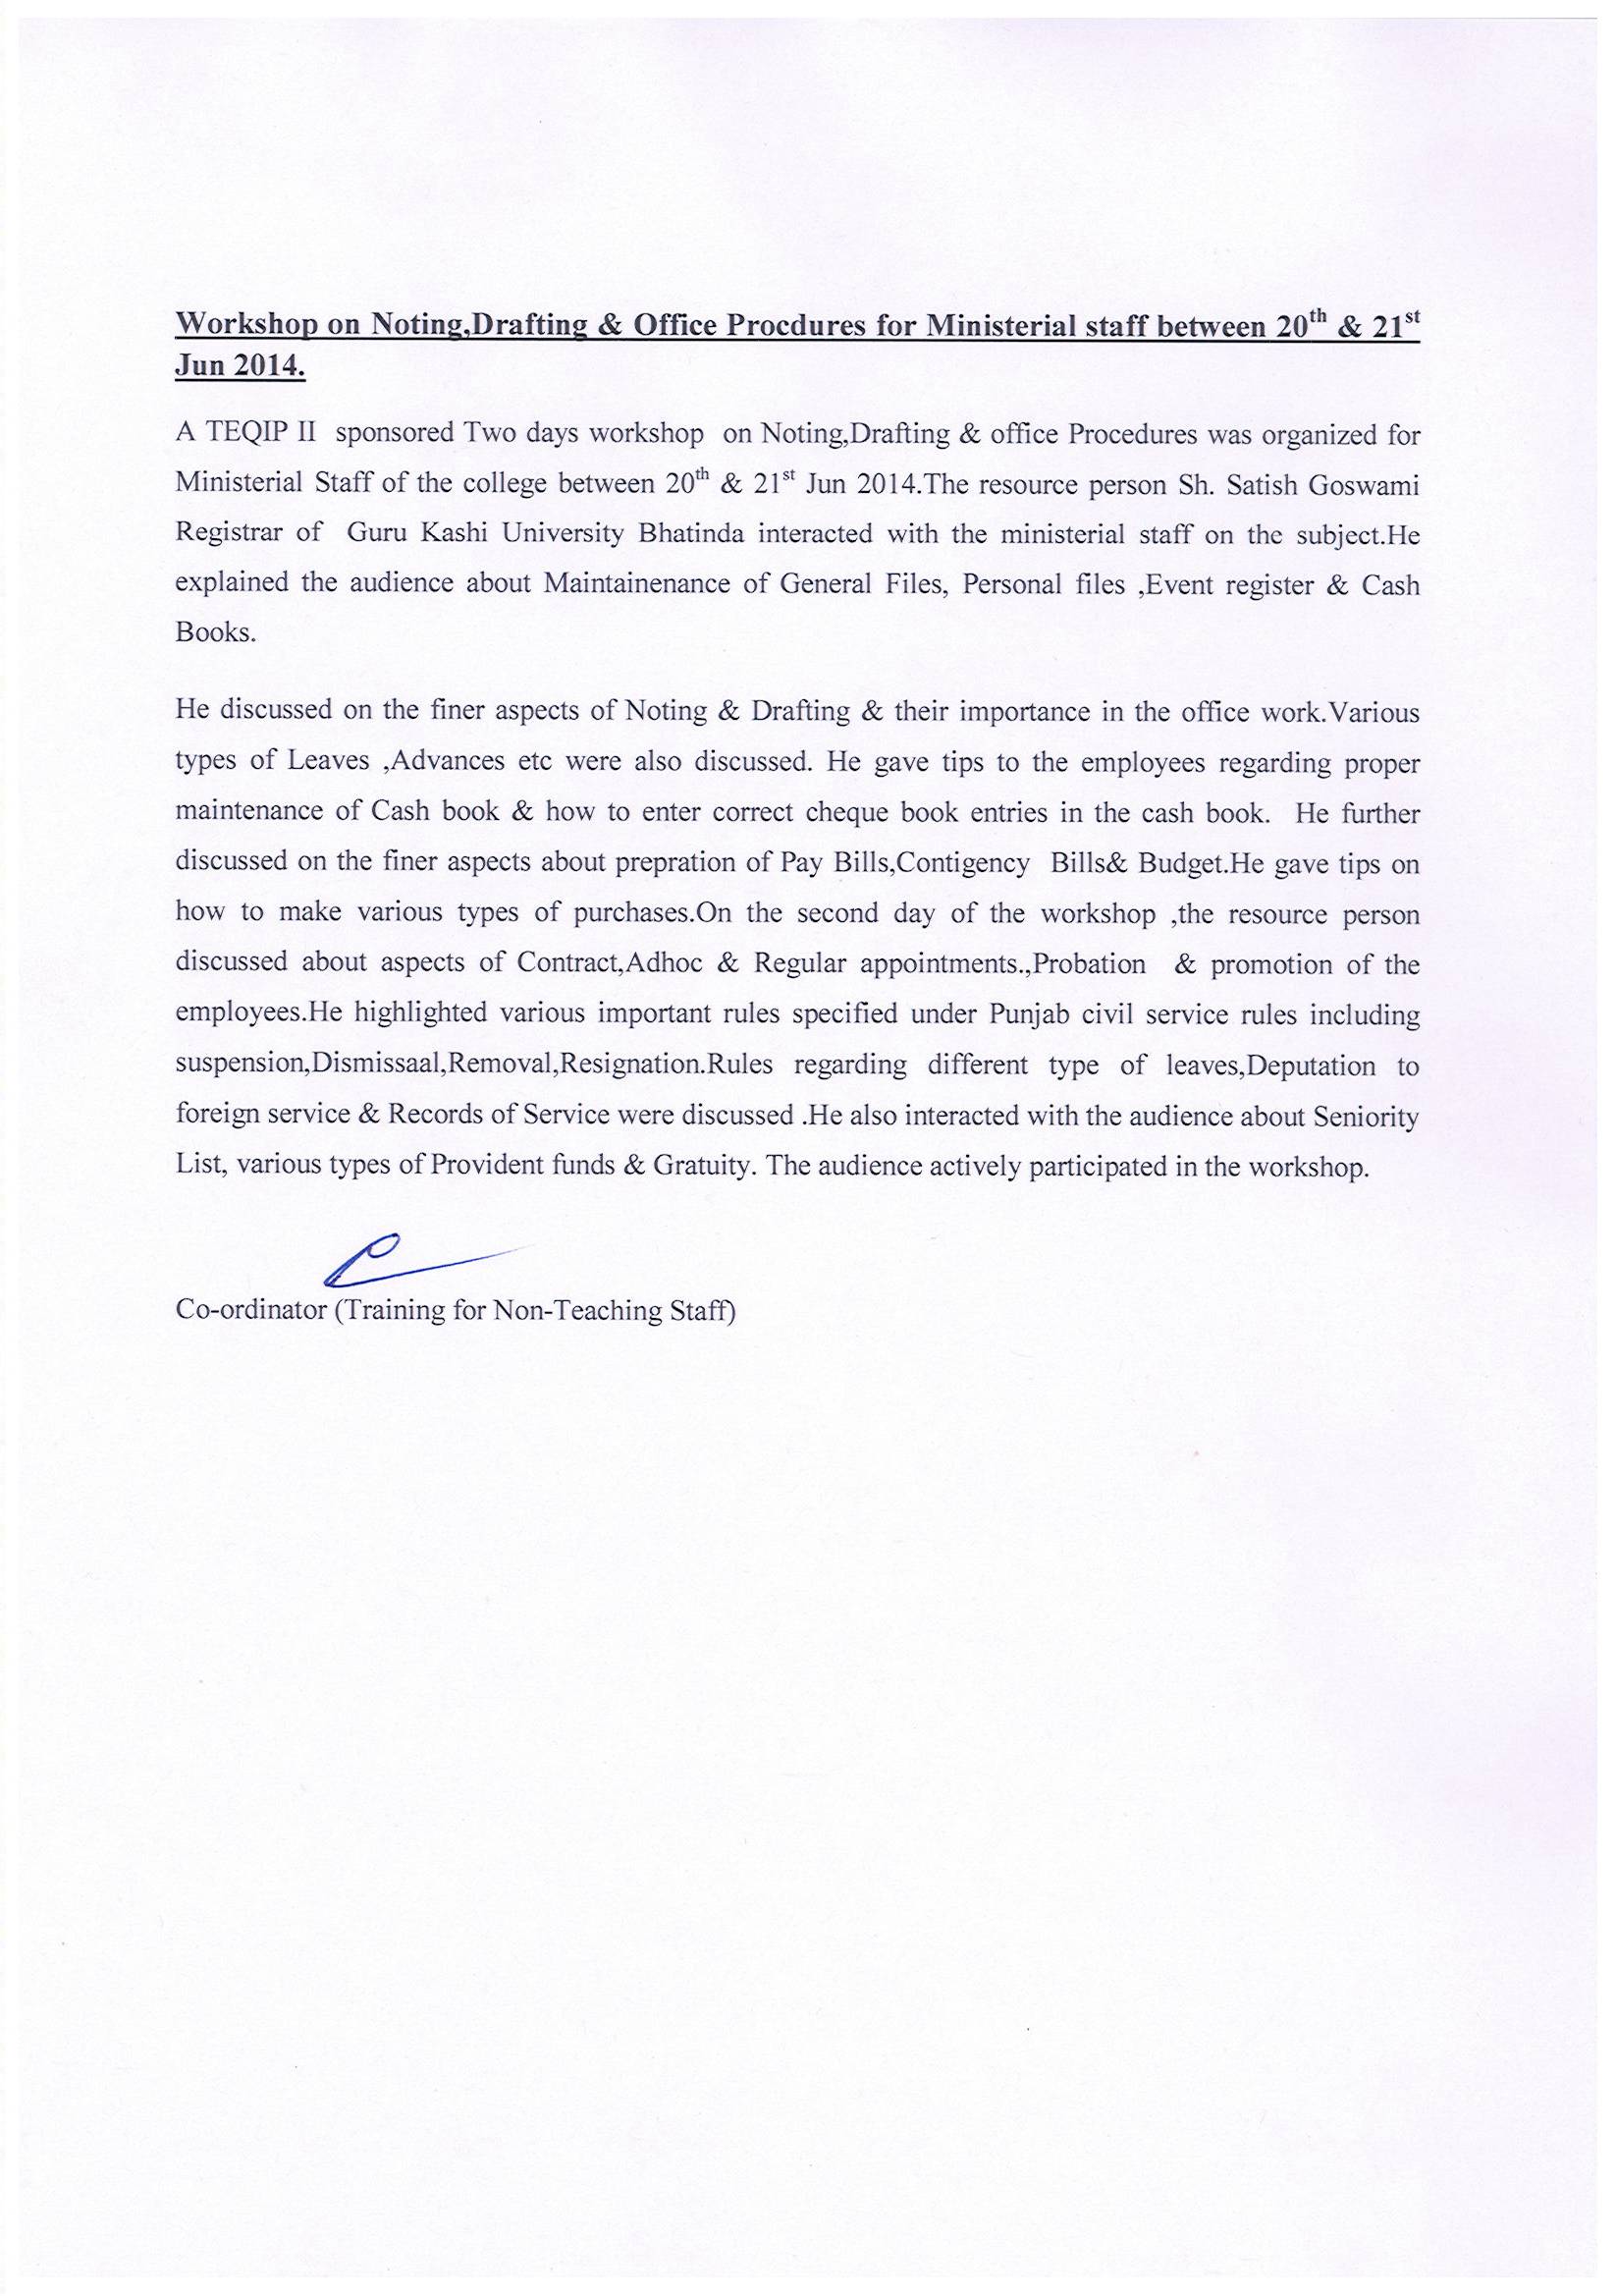 Workshop on Noting,Drafting & Office Procdures for Ministerial staff between 20th & 21st
Jun 2014.
A TEQIP II sponsored Two days workshop on Noting,Drafting & office Procedures was organized for
Ministerial Staff of the college between 20th & 21st Jun 2014.The resource person Sh. Satish Goswami
Registrar of Guru Kashi University Bhatinda interacted with the ministerial staff on the subject.He
explained the audience about Maintainenance of General Files, Personal files ,Event register & Cash
Books.
He discussed on the finer aspects of Noting & Drafting & their importance in the office work.Various
types of Leaves ,Advances etc were also discussed. He gave tips to the employees regarding proper
maintenance of Cash book & how to enter correct cheque book entries in the cash book. He further
discussed on the finer aspects about prepration of Pay Bills,Contigency Bills& Budget.He gave tips on
how to make various types of purchases.On the second day of the workshop ,the resource person
discussed about aspects of Contract,Adhoc & Regular appointments.,Probation & promotion of the
employees.He highlighted various important rules specified under Punjab civil service rules including
suspension,Dismissaal,Removal,Resignation.Rules regarding different type of leaves,Deputation to
foreign service & Records of Service were discussed .He also interacted with the audience about Seniority
List, various types of Provident funds & Gratuity. The audience actively participated in the workshop.
Co-ordinator (Training for Non-Teaching Staff)